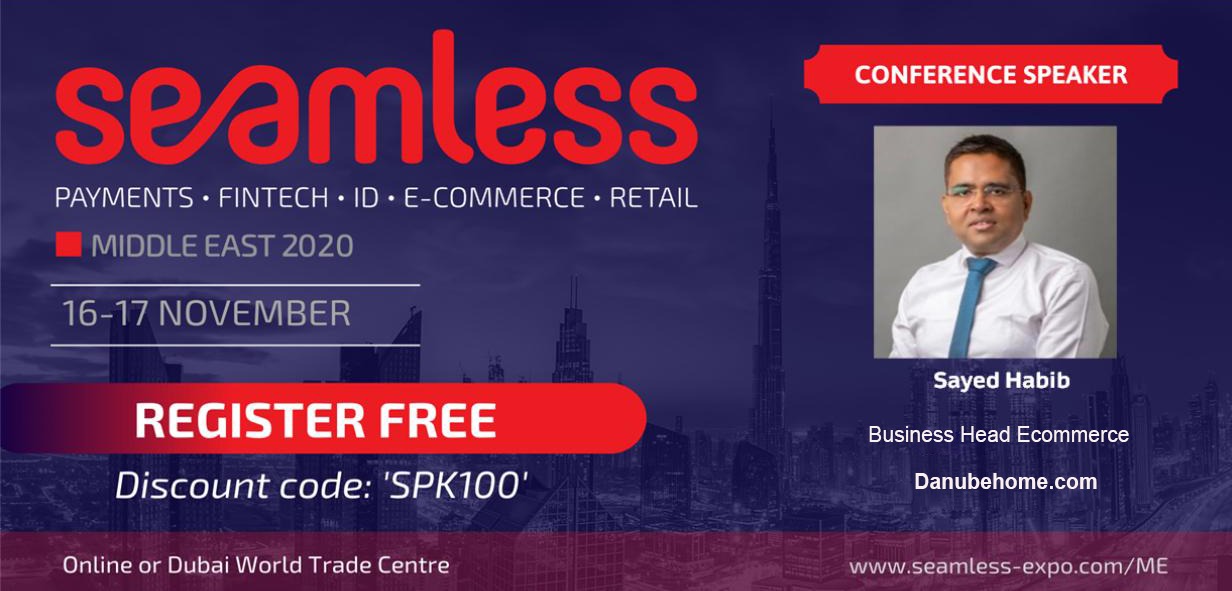 seamless
PAYMENTS • FINTECH • ID • E-COMMERCE • RETAIL
MIDDLE EAST 2020
16-17 NOVEMBER
REGISTER FREE
Discount code: 'SPK100'
Online or Dubai World Trade Centre
CONFERENCE SPEAKER
Sayed Habib
Business Head Ecommerce
Danubehome.com
www.seamless-expo.com/ME